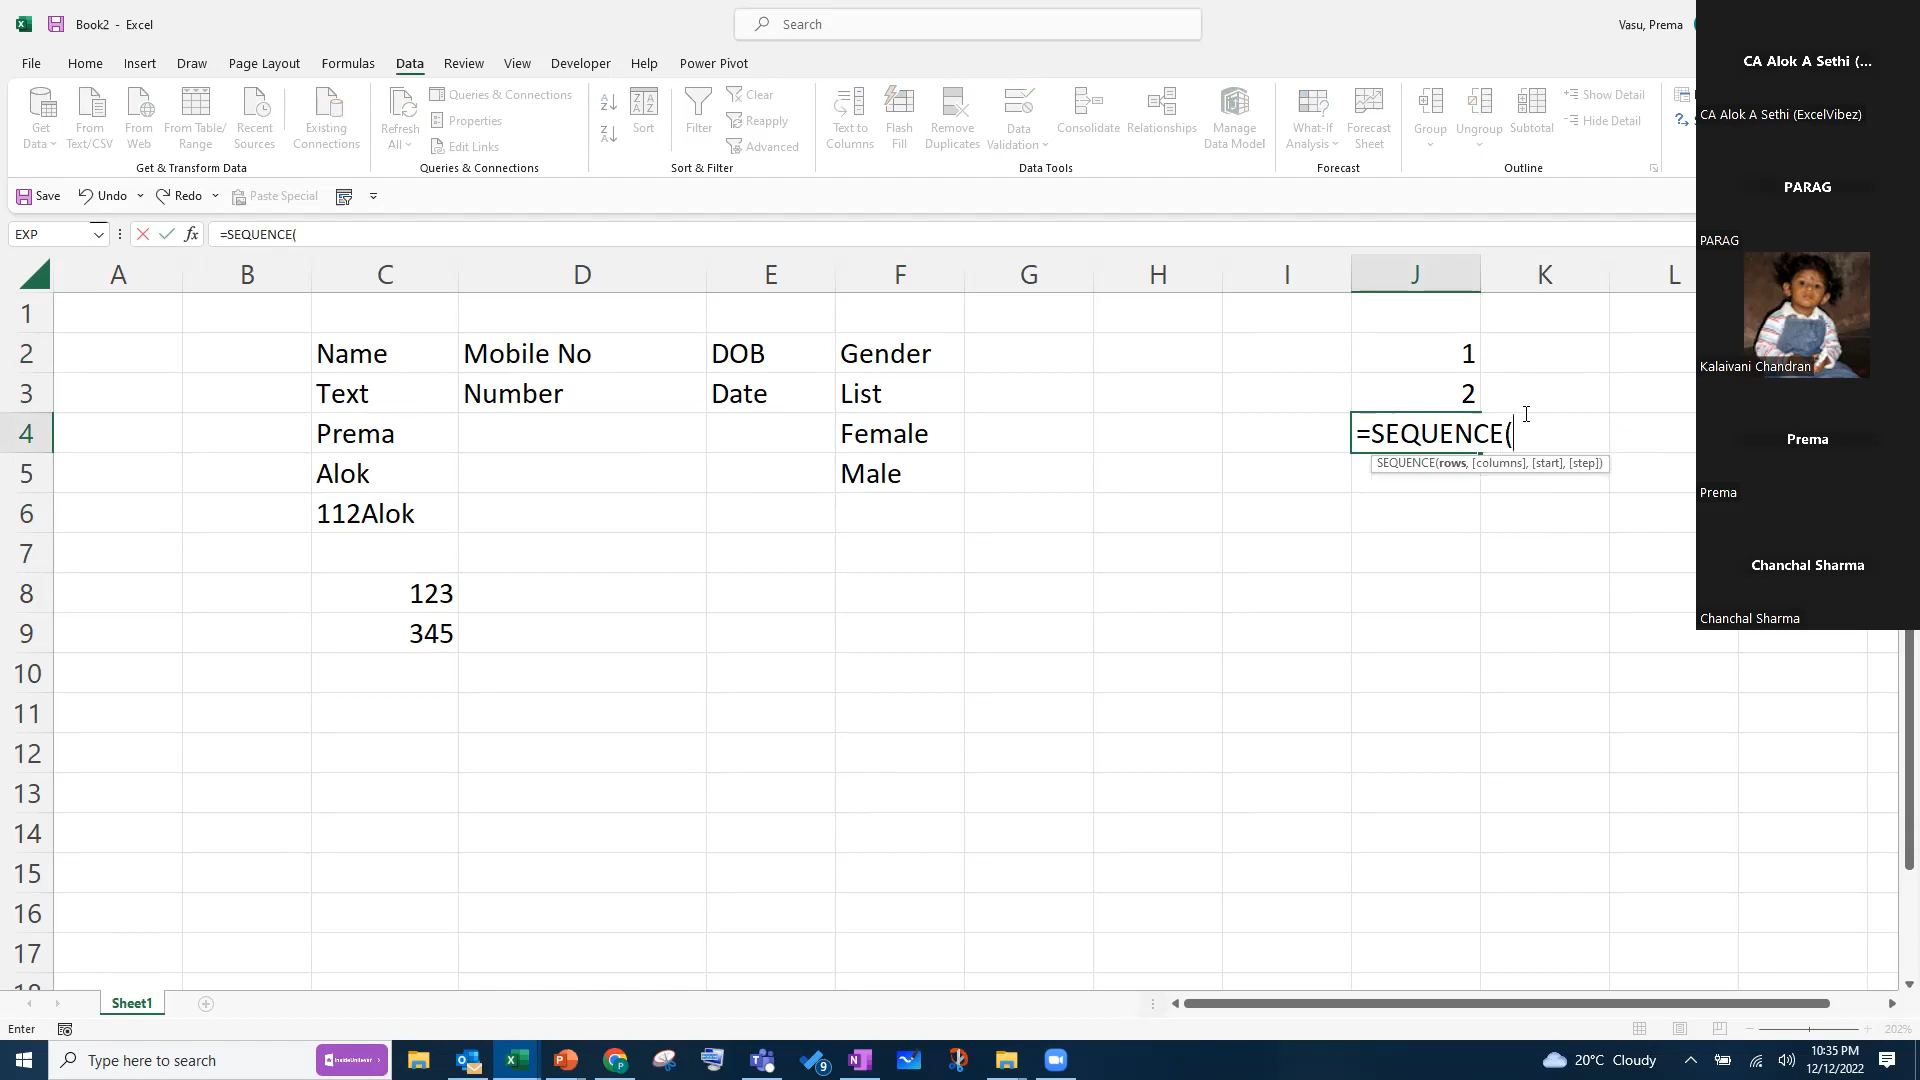 Book2 - Excel
Search
Vasu, Prema
File Home Insert Draw Page Layout Formulas Data Review View Developer Help Power Pivot
Get Data
From Text/CSV
From Web
From Table/ Range
Recent Sources
Existing Connections
Get & Transform Data
Refresh All
Queries & Connections
Properties
Edit Links
Queries & Connections
Sort
Filter
Clear
Reapply
Advanced
Sort & Filter
Text to Columns
Flash Fill
Remove Duplicates
Data Validation
Consolidate
Relationships
Manage Data Model
Data Tools
What-If Analysis
Forecast Sheet
Forecast
Group
Ungroup
Subtotal
Show Detail
Hide Detail
Outline
Save Undo Redo Paste Special
EXP fx =SEQUENCE(
A B C D E F G H I J K L
1
2 Name Mobile No DOB Gender 1
3 Text Number Date List 2
4 Prema Female =SEQUENCE(
SEQUENCE(rows, [columns], [start], [step])
5 Alok Male
6 112Alok
7
8 123
9 345
10
11
12
13
14
15
16
17
18
CA Alok A Sethi (...
CA Alok A Sethi (ExcelVibez)
PARAG
PARAG
Kalaivani Chandran
Prema
Prema
Chanchal Sharma
Chanchal Sharma
Sheet1
Enter
202%
Type here to search
InsideUnilever
9
20°C Cloudy
10:35 PM
12/12/2022